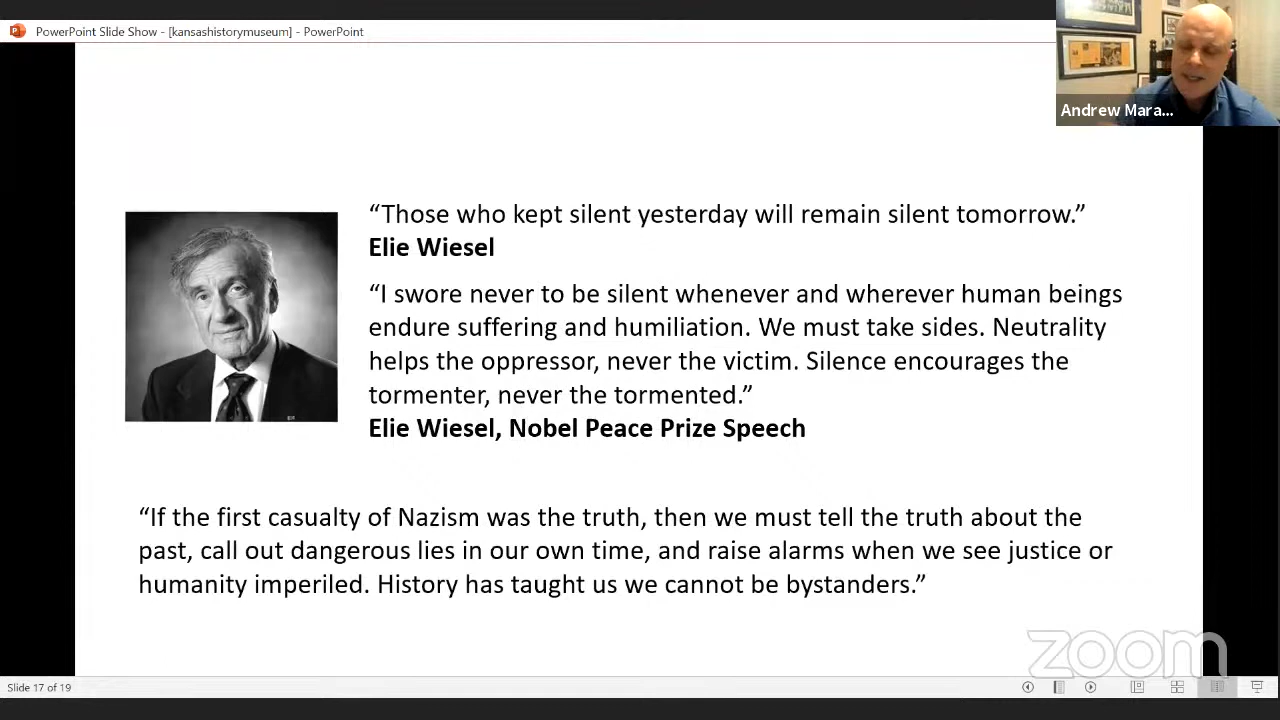 PowerPoint Slide Show - [kansashistorymuseum] - PowerPoint
Andrew Mara...
“Those who kept silent yesterday will remain silent tomorrow.”
Elie Wiesel
“I swore never to be silent whenever and wherever human beings
endure suffering and humiliation. We must take sides. Neutrality
helps the oppressor, never the victim. Silence encourages the
tormenter, never the tormented.”
Elie Wiesel, Nobel Peace Prize Speech
“If the first casualty of Nazism was the truth, then we must tell the truth about the
past, call out dangerous lies in our own time, and raise alarms when we see justice or
humanity imperiled. History has taught us we cannot be bystanders.”
zoom
Slide 17 of 19